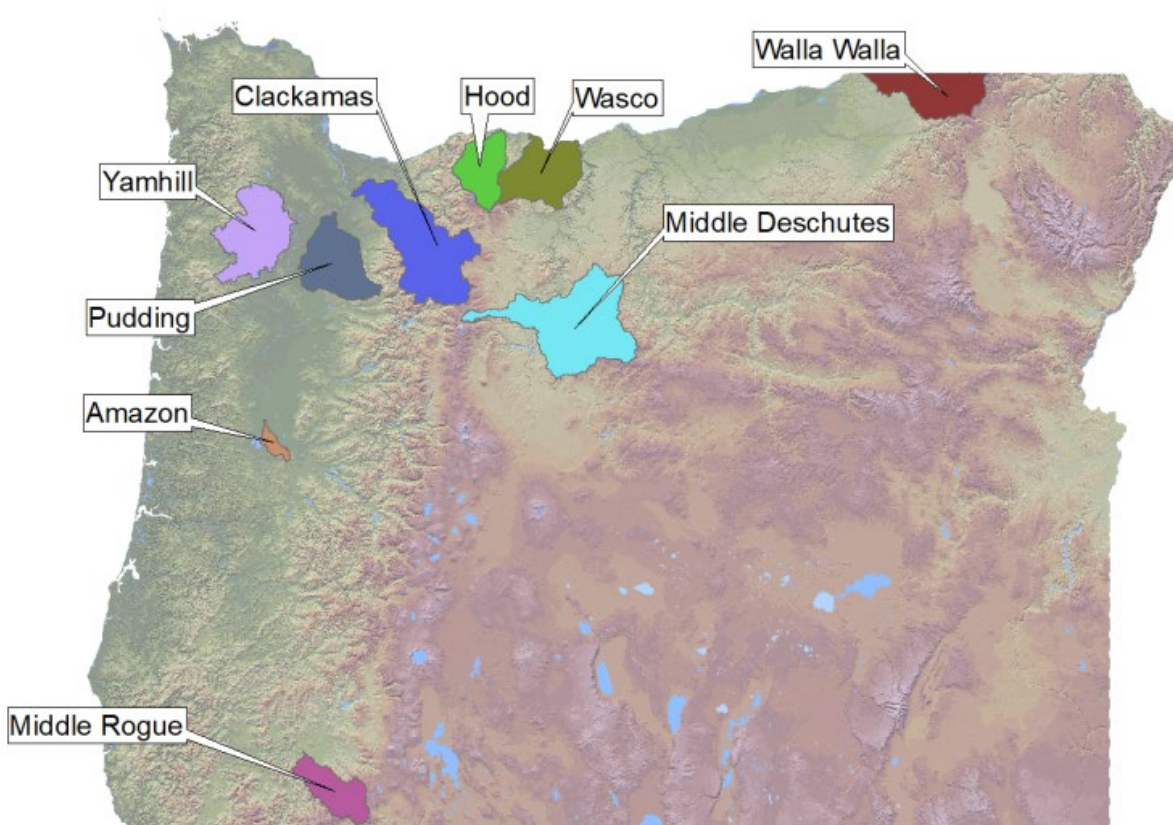 Walla Walla
Clackamas
Hood
Wasco
Yamhill
Middle Deschutes
Pudding
Amazon
Middle Rogue